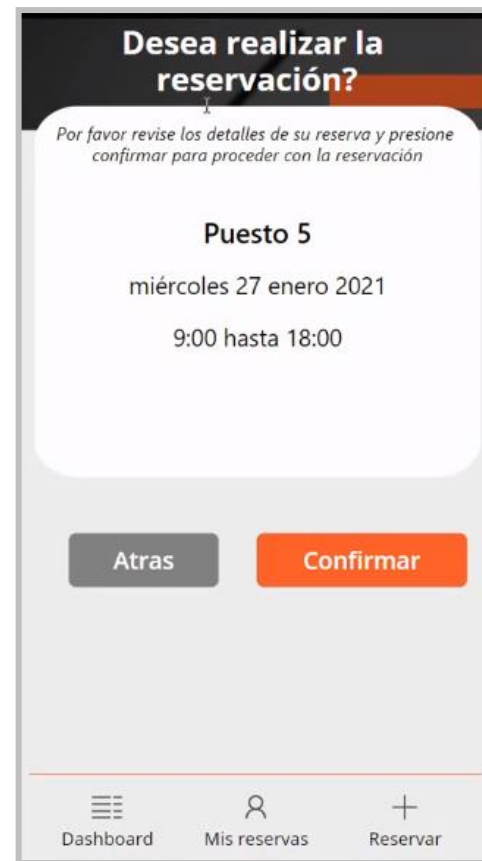 Desea realizar la
reservación?
Por favor revise los detalles de su reserva y presione
confirmar para proceder con la reservación
Puesto 5
miércoles 27 enero 2021
9:00 hasta 18:00
Atras
Confirmar
Dashboard
Mis reservas
Reservar